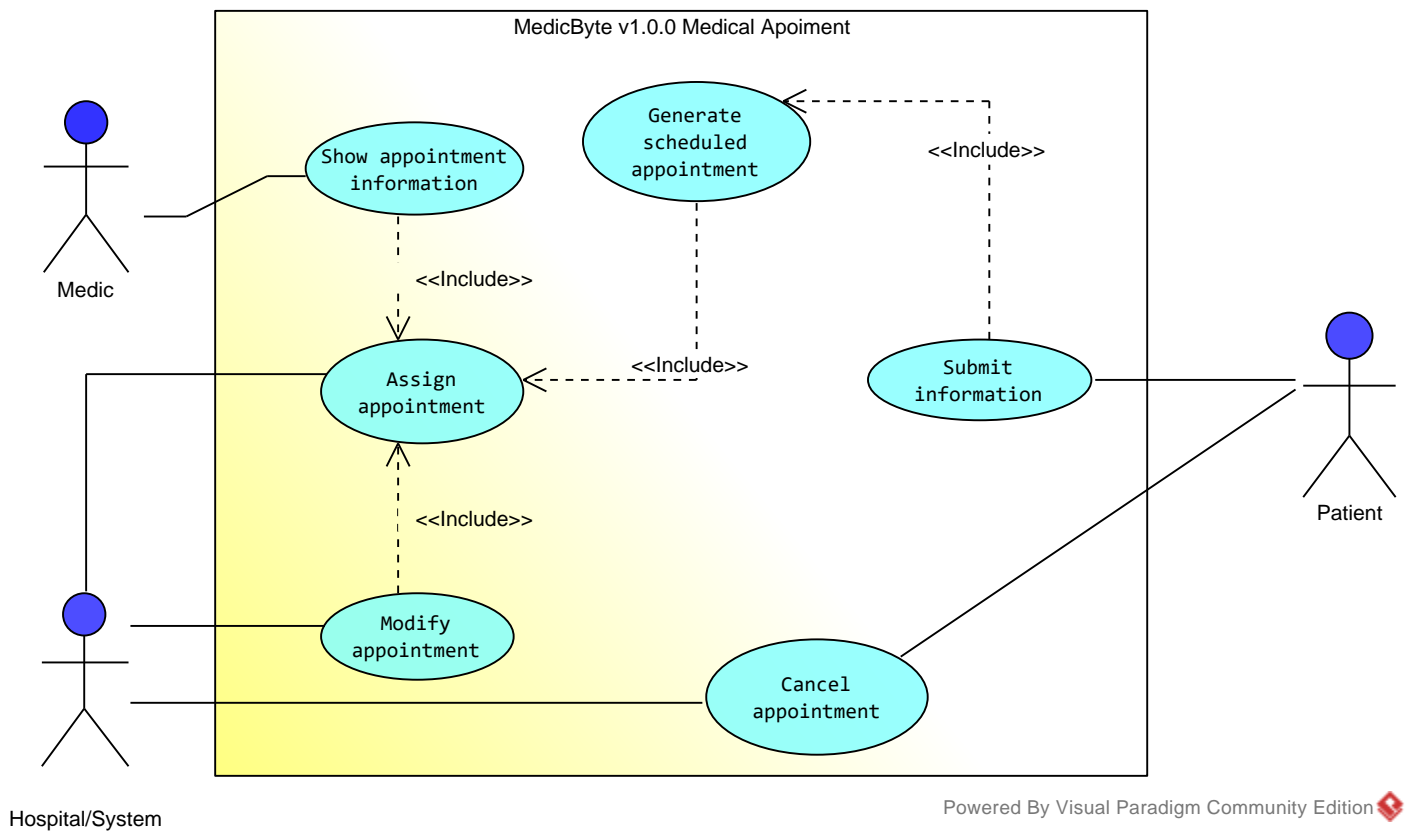 MedicByte v1.0.0 Medical Apoiment
Generate
scheduled
appointment
Show appointment
information
<<Include>>
Medic
<<Include>>
<<Include>>
Assign
appointment
Submit
information
Patient
<<Include>>
Modify
appointment
Cancel
appointment
Hospital/System
Powered By Visual Paradigm Community Edition